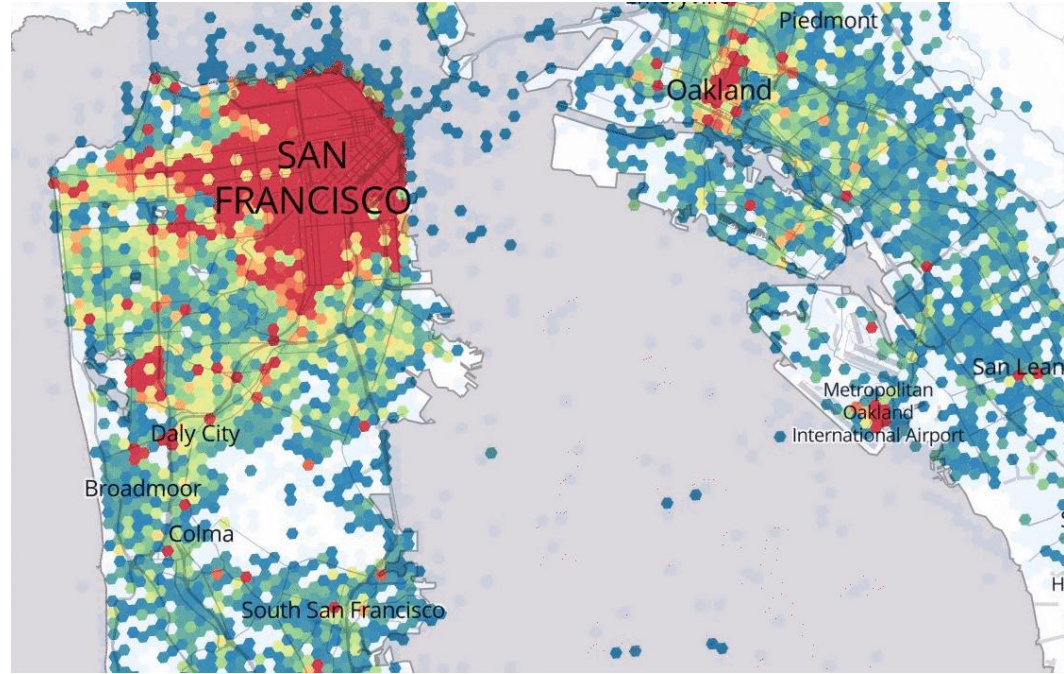 Piedmont
Oakland
SAN
FRANCISCO
San Lean
Metropolitan
Oakland
International Airport
Daly City
Broadmoor
Colma
South San Francisco
H